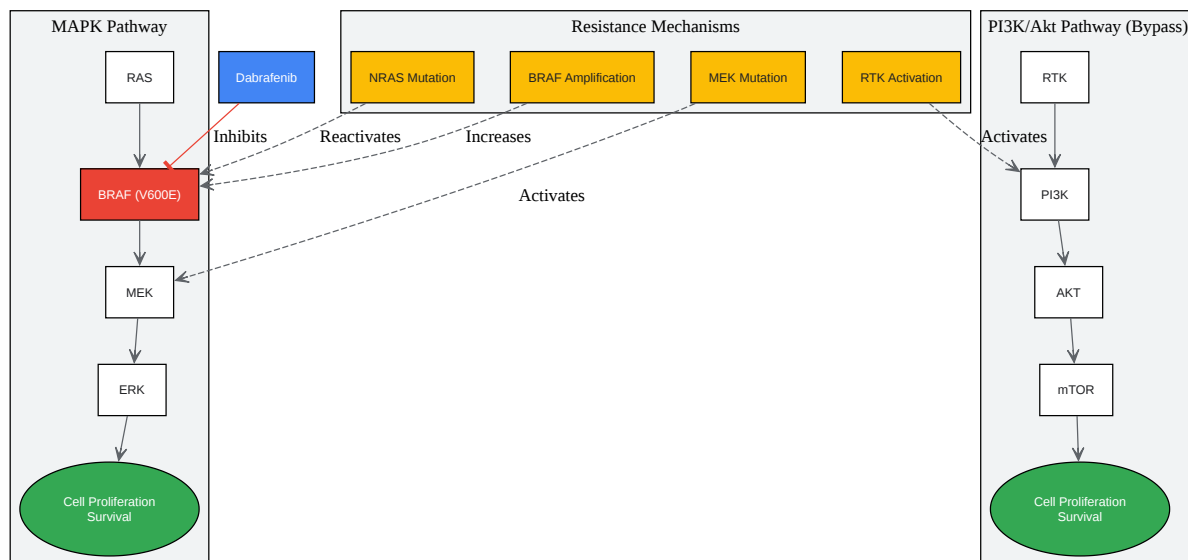 MAPK Pathway
Resistance Mechanisms
PI3K/Akt Pathway (Bypass)
RAS
Dabrafenib
NRAS Mutation
BRAF Amplification
MEK Mutation
RTK Activation
RTK
Inhibits
Reactivates
Increases
Activates
BRAF (V600E)
Activates
PI3K
MEK
AKT
ERK
mTOR
Cell Proliferation
Survival
Cell Proliferation
Survival